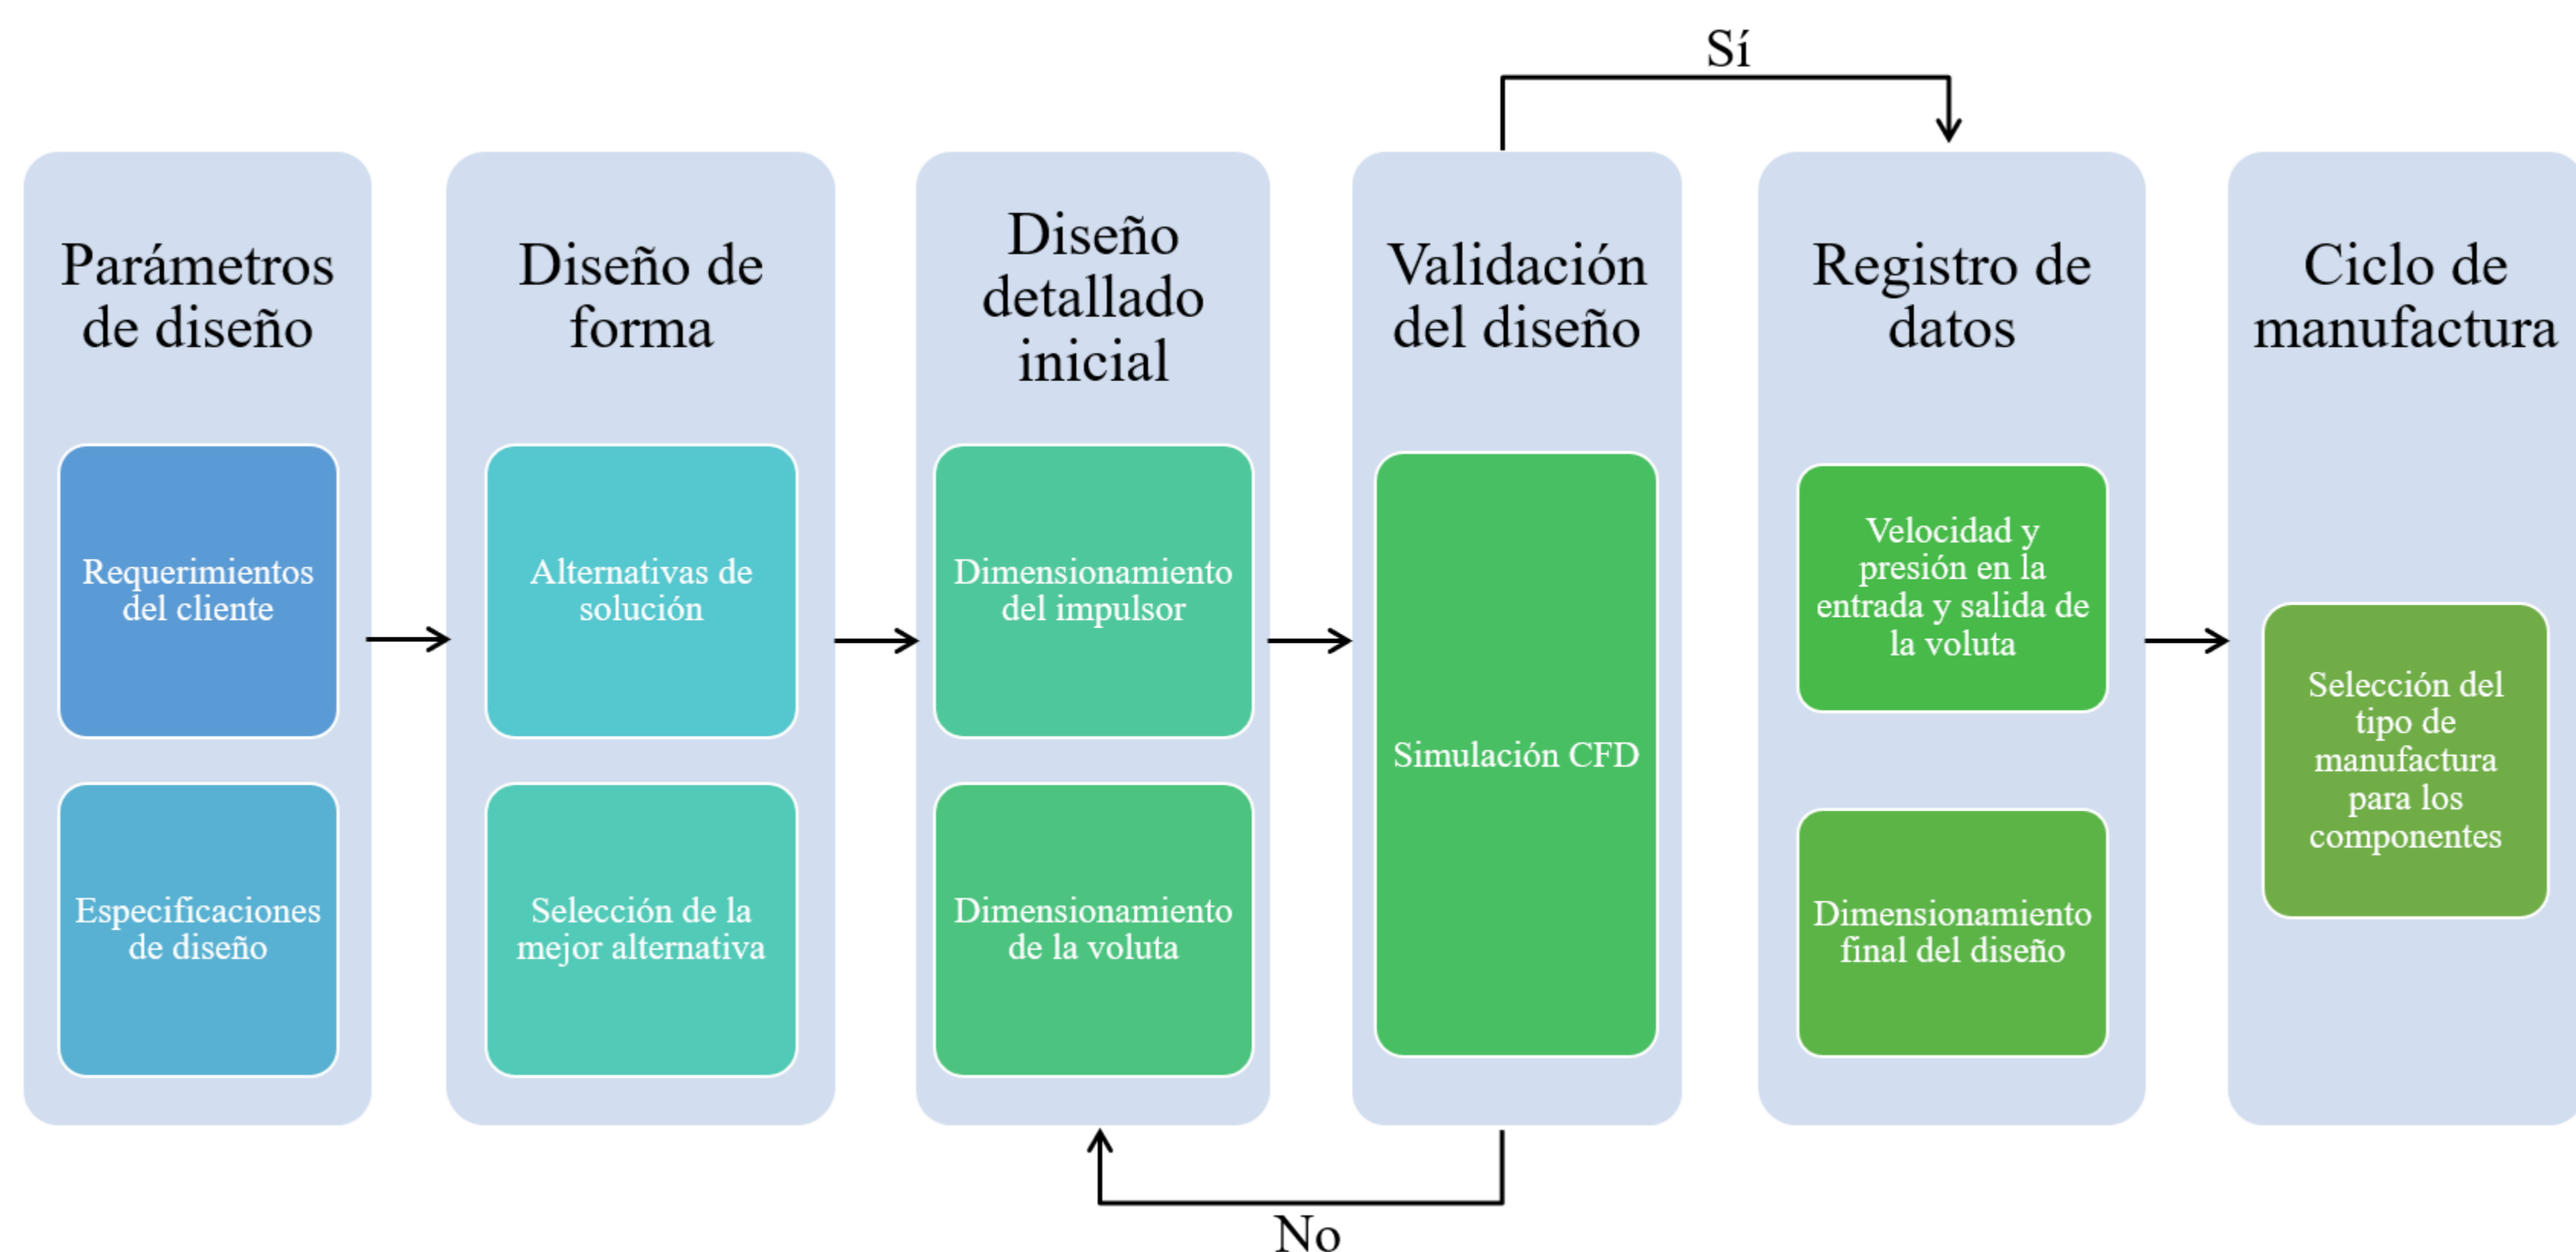 Sí
Parámetros
de diseño
Requerimientos
del cliente
Especificaciones
de diseño
Diseño de
forma
Alternativas de
solución
Selección de la
mejor alternativa
Diseño
detallado
inicial
Dimensionamiento
del impulsor
Dimensionamiento
de la voluta
Validación
del diseño
Simulación CFD
Registro de
datos
Velocidad y
presión en la
entrada y salida de
la voluta
Dimensionamiento
final del diseño
Ciclo de
manufactura
Selección del
tipo de
manufactura
para los
componentes
No